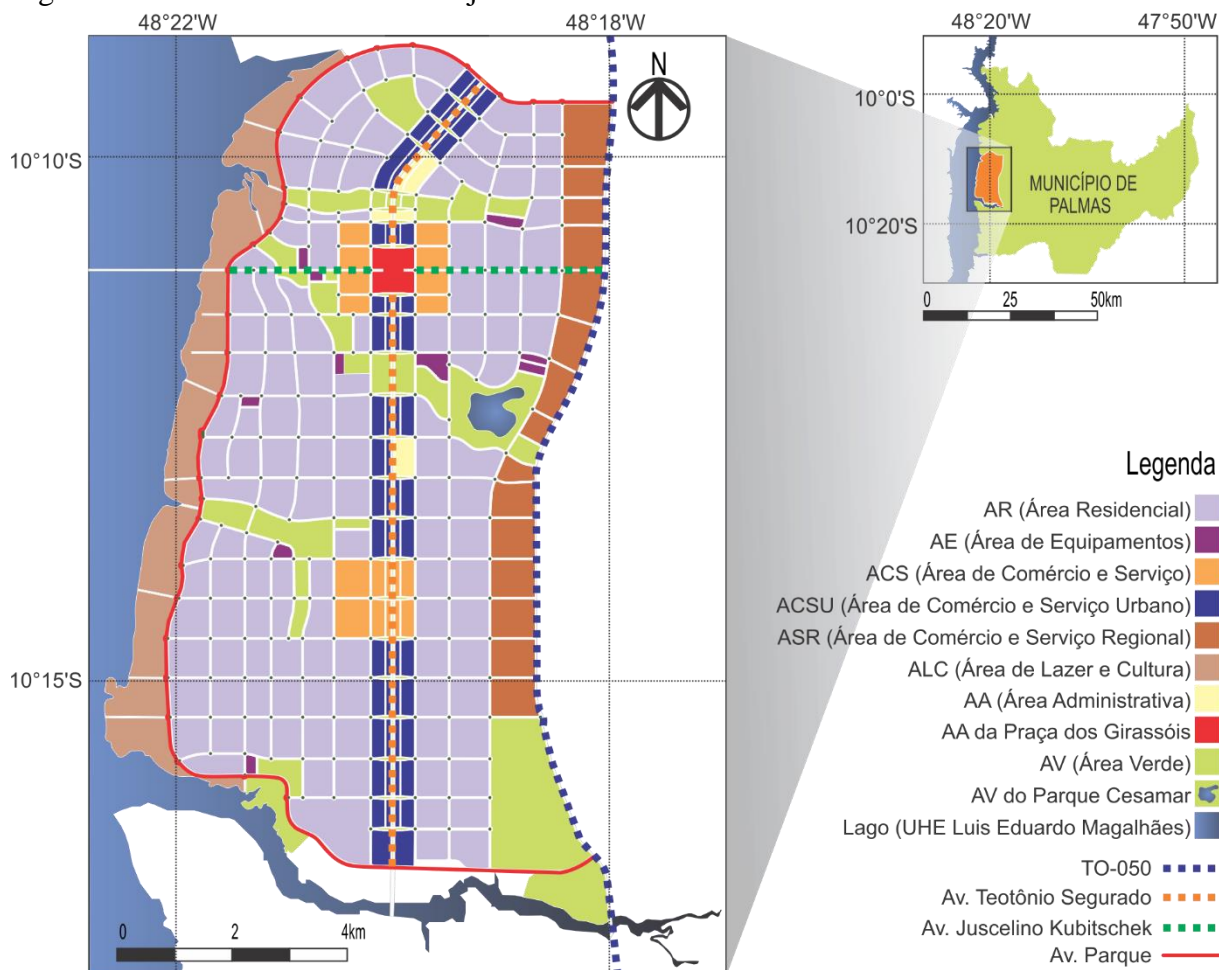 48°22'W
48°18'W
48°20'W
47°50'W
N
10°0'S
10°10'S
MUNICÍPIO DE
PALMAS
10°20'S
0
25
50km
Legenda
AR (Área Residencial)
AE (Área de Equipamentos)
ACS (Área de Comércio e Serviço)
ACSU (Área de Comércio e Serviço Urbano)
ASR (Área de Comércio e Serviço Regional)
10°15'S
ALC (Área de Lazer e Cultura)
AA (Área Administrativa)
AA da Praça dos Girassóis
AV (Área Verde)
AV do Parque Cesamar
Lago (UHE Luis Eduardo Magalhães)
TO-050
Av. Teotônio Segurado
Av. Juscelino Kubitschek
Av. Parque
0
2
4km